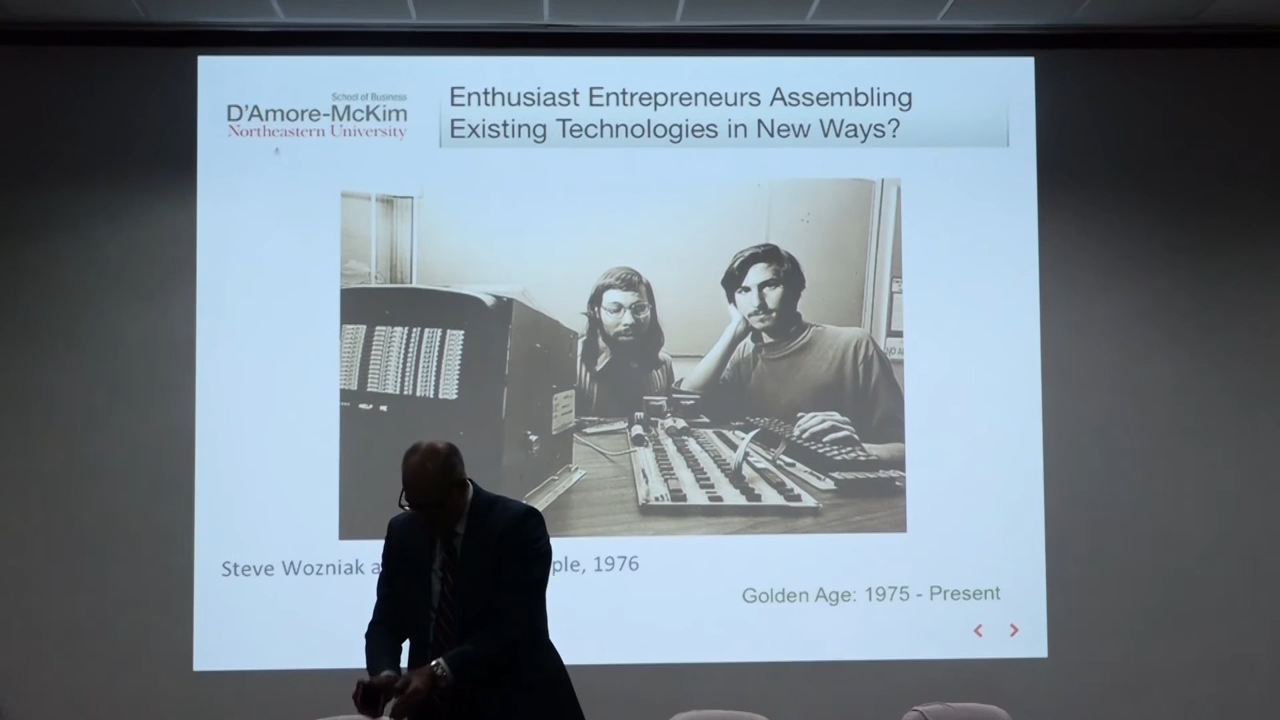 School of Business
D'Amore-McKim
Northeastern University
Enthusiast Entrepreneurs Assembling
Existing Technologies in New Ways?
Steve Wozniak a
ple, 1976
Golden Age: 1975 - Present